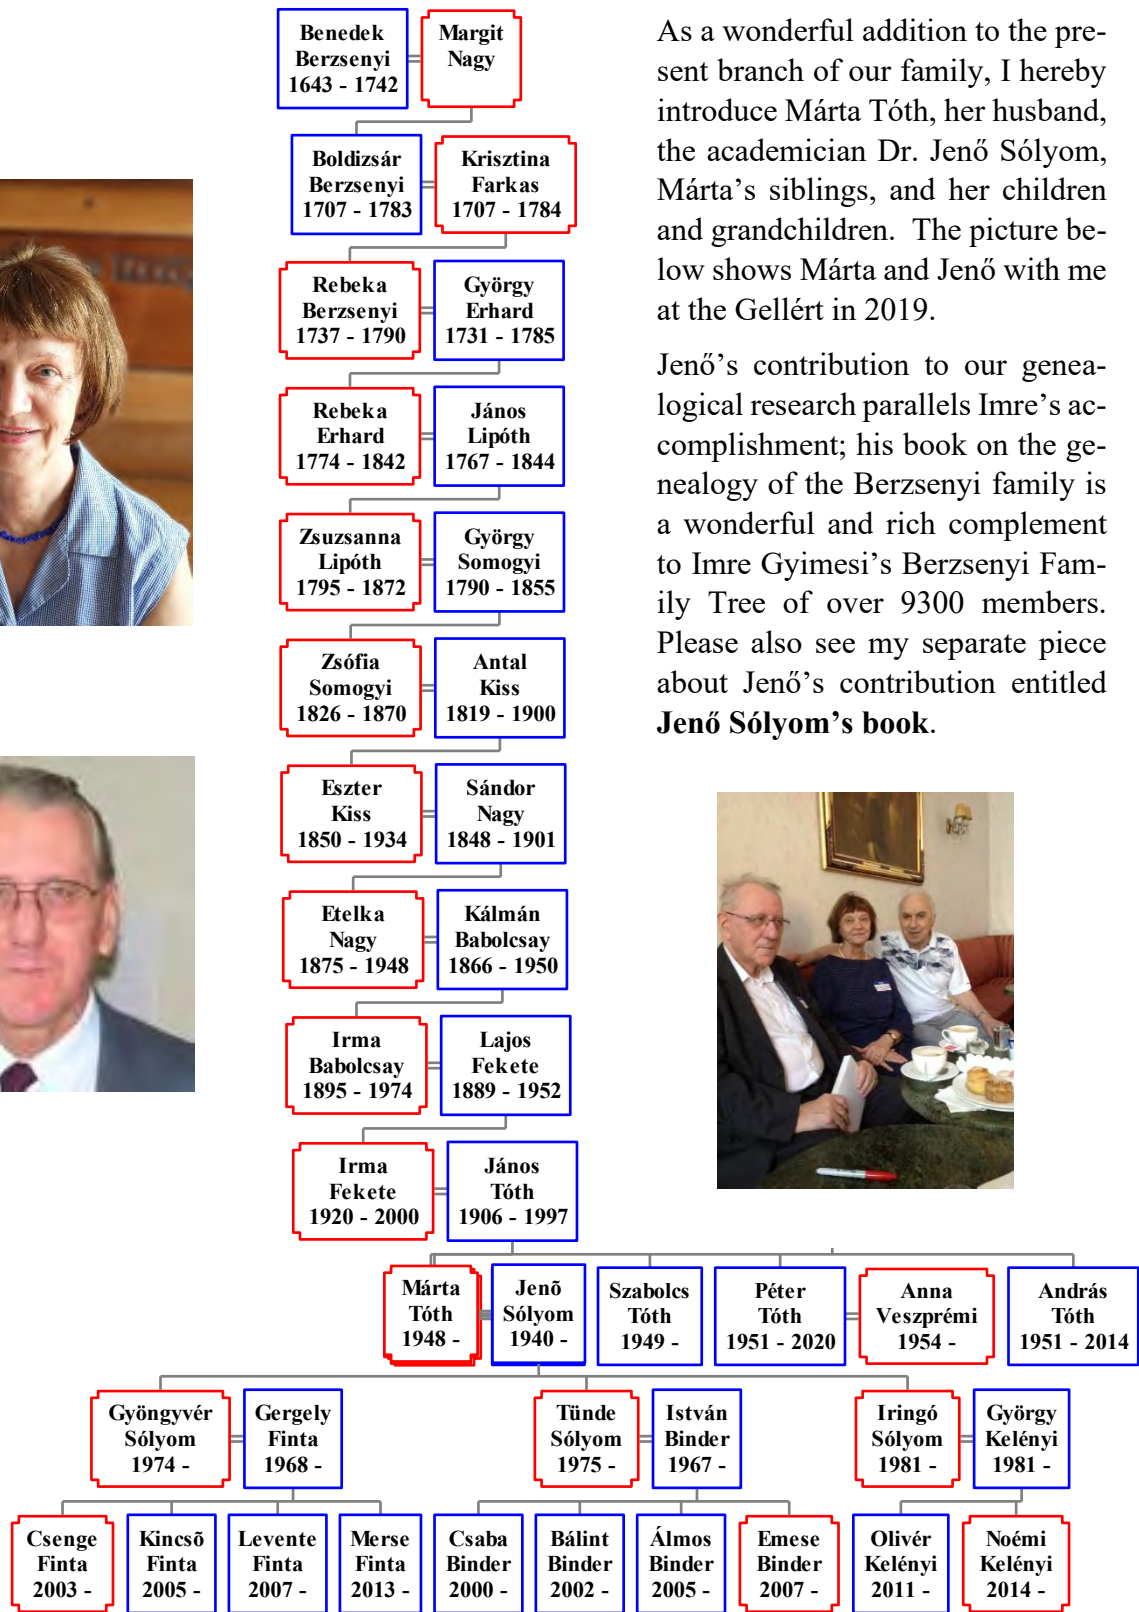 Benedek
Berzsenyi
1643 - 1742
Margit
Nagy
Boldizsár
Berzsenyi
1707 - 1783
Krisztina
Farkas
1707 - 1784
Rebeka
Berzsenyi
1737 - 1790
György
Erhard
1731 - 1785
Rebeka
Erhard
1774 - 1842
János
Lipóth
1767 - 1844
Zsuzsanna
Lipóth
1795 - 1872
György
Somogyi
1790 - 1855
Zsófia
Somogyi
1826 - 1870
Antal
Kiss
1819 - 1900
Eszter
Kiss
1850 - 1934
Sándor
Nagy
1848 - 1901
Etelka
Nagy
1875 - 1948
Kálmán
Babolcsay
1866 - 1950
Irma
Babolcsay
1895 - 1974
Lajos
Fekete
1889 - 1952
Irma
Fekete
1920 - 2000
János
Tóth
1906 - 1997
Márta
Tóth
1948 -
Jenõ
Sólyom
1940 -
Szabolcs
Tóth
1949 -
Péter
Tóth
1951 - 2020
Anna
Veszprémi
1954 -
András
Tóth
1951 - 2014
Gyöngyvér
Sólyom
1974 -
Gergely
Finta
1968 -
Tünde
Sólyom
1975 -
István
Binder
1967 -
Iringó
Sólyom
1981 -
György
Kelényi
1981 -
Csenge
Finta
2003 -
Kincsõ
Finta
2005 -
Levente
Finta
2007 -
Merse
Finta
2013 -
Csaba
Binder
2000 -
Bálint
Binder
2002 -
Álmos
Binder
2005 -
Emese
Binder
2007 -
Olivér
Kelényi
2011 -
Noémi
Kelényi
2014 -
As a wonderful addition to the pre-
sent branch of our family, I hereby
introduce Márta Tóth, her husband,
the academician Dr. Jenő Sólyom,
Márta’s siblings, and her children
and grandchildren. The picture be-
low shows Márta and Jenő with me
at the Gellért in 2019.
Jenő’s contribution to our genea-
logical research parallels Imre’s ac-
complishment; his book on the ge-
nealogy of the Berzsenyi family is
a wonderful and rich complement
to Imre Gyimesi’s Berzsenyi Fam-
ily Tree of over 9300 members.
Please also see my separate piece
about Jenő’s contribution entitled
Jenő Sólyom’s book.